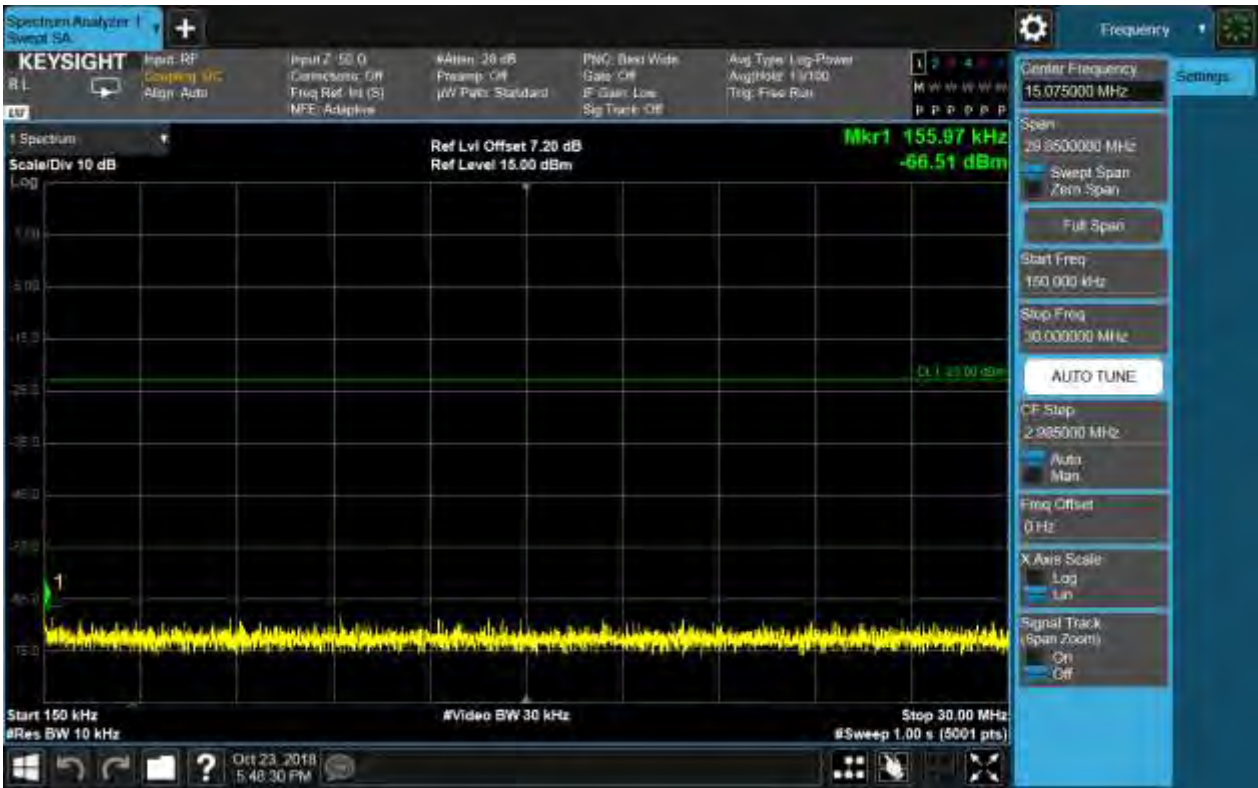 Spectrum Analyzer 1
Swept SA
Frequency
KEYSIGHT
Input: RF
Coupling: DC
Align: Auto
Input Z: 50 Ω
Corrections: Off
Freq Ref: Int (S)
NFE: Adaptive
#Atten: 20 dB
Preamp: Off
µW Path: Standard
PNO: Best Wide
Gate: Off
IF Gain: Low
Sig Track: Off
Avg Type: Log-Power
Trig: Free Run
LW
1 Spectrum
Scale/Div 10 dB
Log
Ref Lvl Offset 7.20 dB
Ref Level 15.00 dBm
Mkr1 155.97 kHz
-66.51 dBm
1
Start 150 kHz
#Res BW 10 kHz
#Video BW 30 kHz
Stop 30.00 MHz
#Sweep 1.00 s (5001 pts)
Oct 23, 2018
5:48:30 PM
Center Frequency
15.075000 MHz
Settings
Span
29.8500000 MHz
Swept Span
Zero Span
Full Span
Start Freq
150.000 kHz
Stop Freq
30.000000 MHz
AUTO TUNE
CF Step
2.985000 MHz
Auto
Man
Freq Offset
0 Hz
X Axis Scale
Log
Lin
Signal Track
(Span Zoom)
On
Off